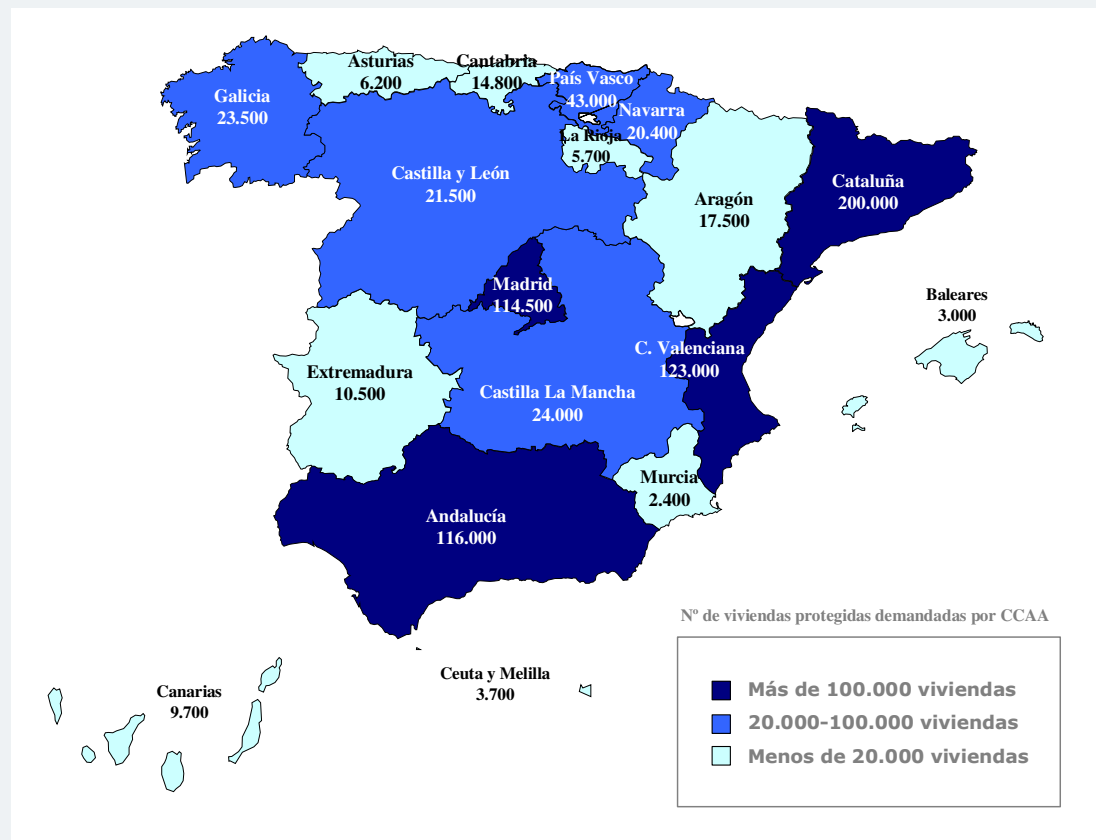 Asturias
6.200
Cantabria
14.800
País Vasco
43.000
Galicia
23.500
Navarra
20.400
La Rioja
5.700
Castilla y León
21.500
Aragón
17.500
Cataluña
200.000
Madrid
114.500
Baleares
3.000
C. Valenciana
123.000
Extremadura
10.500
Castilla La Mancha
24.000
Murcia
2.400
Andalucía
116.000
Ceuta y Melilla
3.700
Canarias
9.700
Nº de viviendas protegidas demandadas por CCAA
Más de 100.000 viviendas
20.000-100.000 viviendas
Menos de 20.000 viviendas